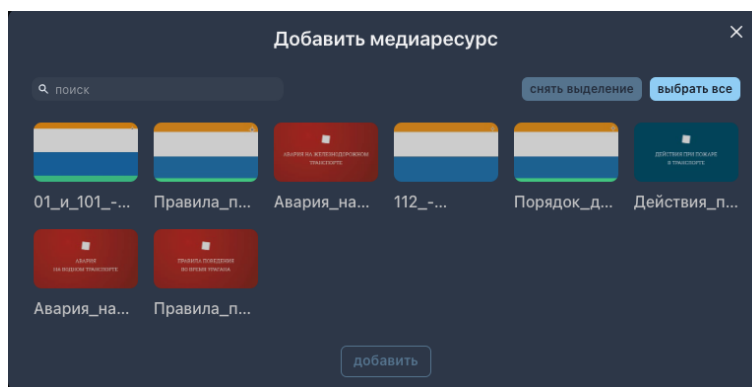 Добавить медиаресурс
поиск
снять выделение
выбрать все
АВАРИЯ НА ЖЕЛЕЗНОДОРОЖНОМ
ТРАНСПОРТЕ
ДЕЙСТВИЯ ПРИ ПОЖАРЕ
В ТРАНСПОРТЕ
01_и_101_-...
Правила_п...
Авария_на...
112_-...
Порядок_д...
Действия_п...
АВАРИЯ
НА ВОДНОМ ТРАНСПОРТЕ
ПРАВИЛА ПОВЕДЕНИЯ
ВО ВРЕМЯ УРАГАНА
Авария_на...
Правила_п...
добавить